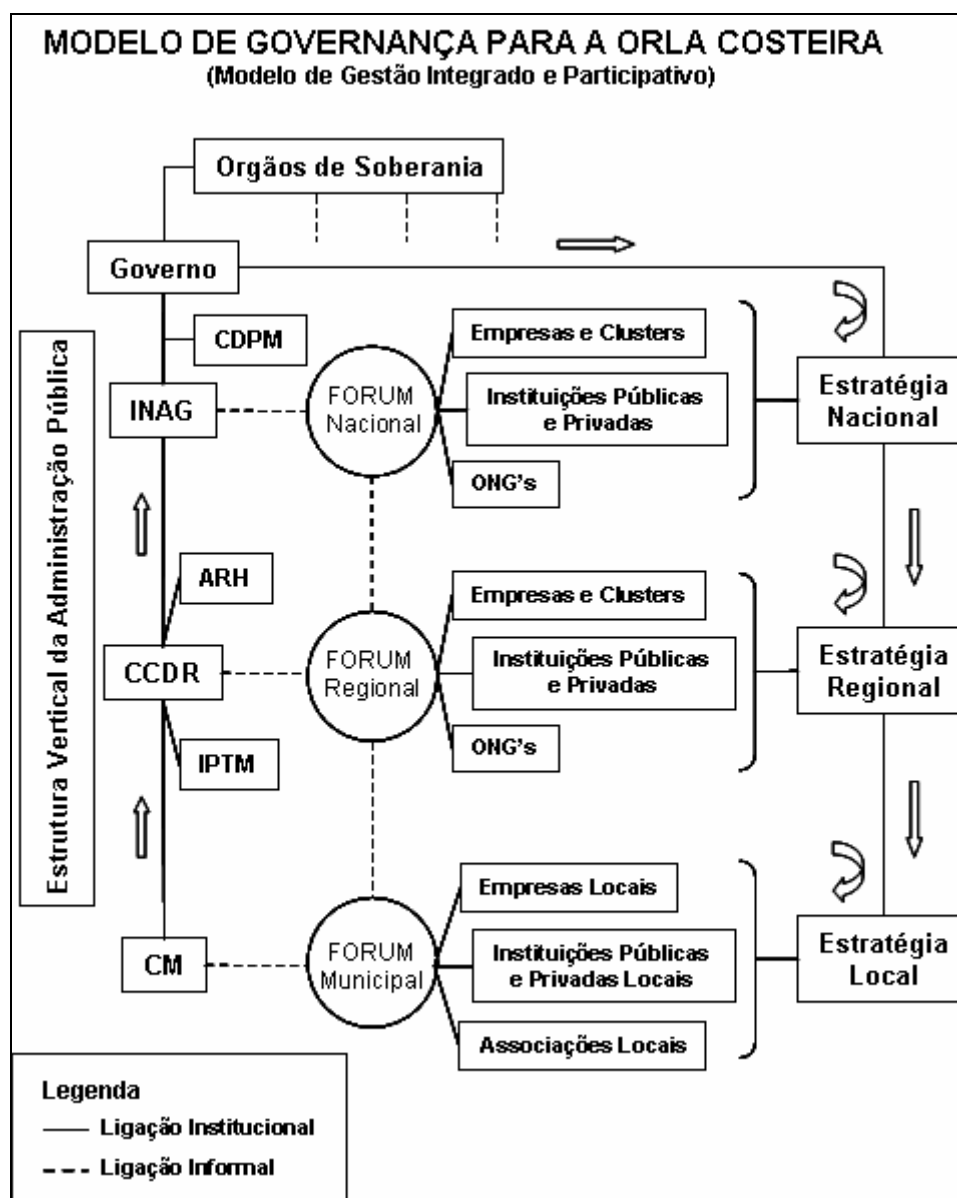 MODELO DE GOVERNANÇA PARA A ORLA COSTEIRA
(Modelo de Gestão Integrado e Participativo)
Orgãos de Soberania
Governo
CDPM
INAG
ARH
CCDR
IPTM
CM
Estrutura Vertical da Administração Pública
FORUM
Nacional
Empresas e Clusters
Instituições Públicas
e Privadas
ONG's
Estratégia
Nacional
FORUM
Regional
Empresas e Clusters
Instituições Públicas
e Privadas
ONG's
Estratégia
Regional
FORUM
Municipal
Empresas Locais
Instituições Públicas
e Privadas Locais
Associações Locais
Estratégia
Local
Legenda
Ligação Institucional
Ligação Informal